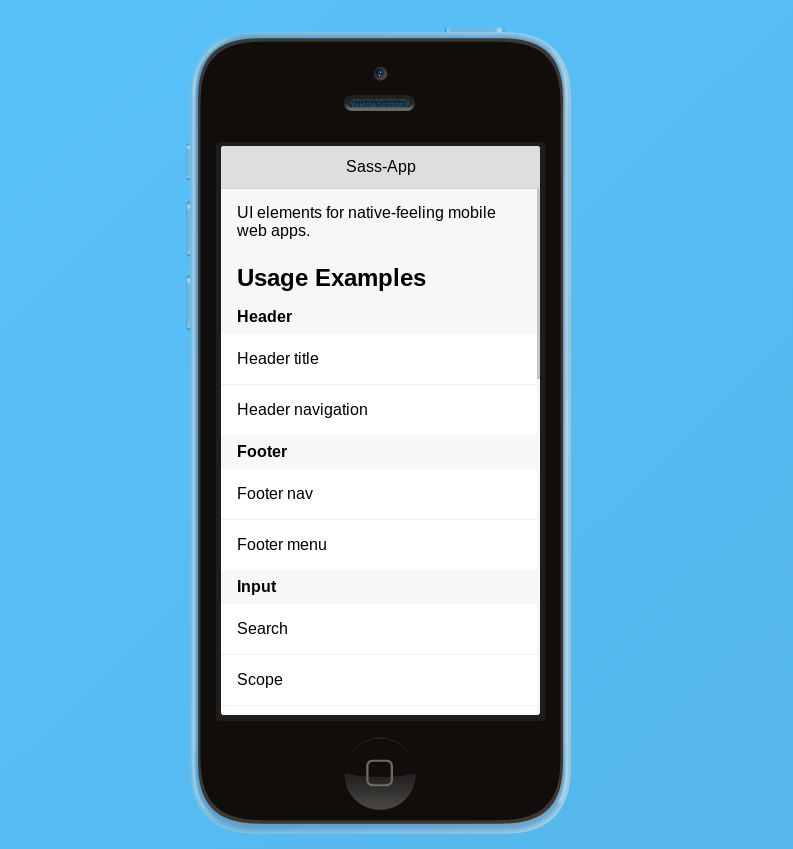 Sass-App
UI elements for native-feeling mobile
web apps.
Usage Examples
Header
Header title
Header navigation
Footer
Footer nav
Footer menu
Input
Search
Scope